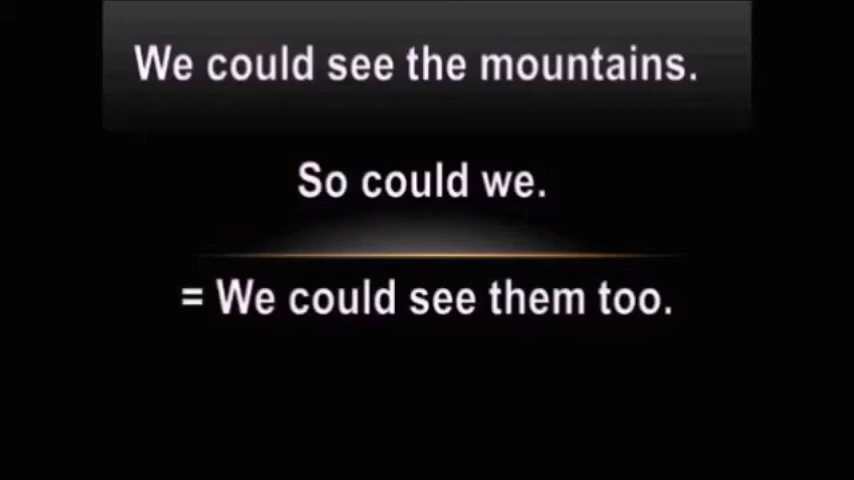 We could see the mountains.
So could we.
= We could see them too.